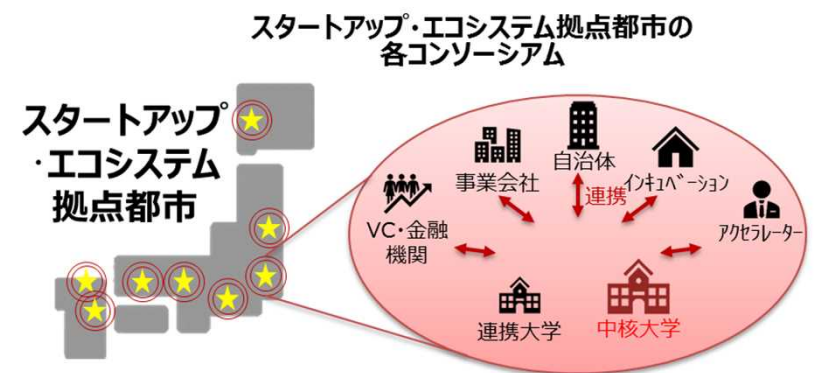 スタートアップ・エコシステム拠点都市の
各コンソーシアム
スタートアップ
・エコシステム
拠点都市
自治体
事業会社
連携
ｲﾝｷｭﾍﾞｰｼｮﾝ
VC・金融
機関
ｱｸｾﾗﾚｰﾀｰ
連携大学
中核大学